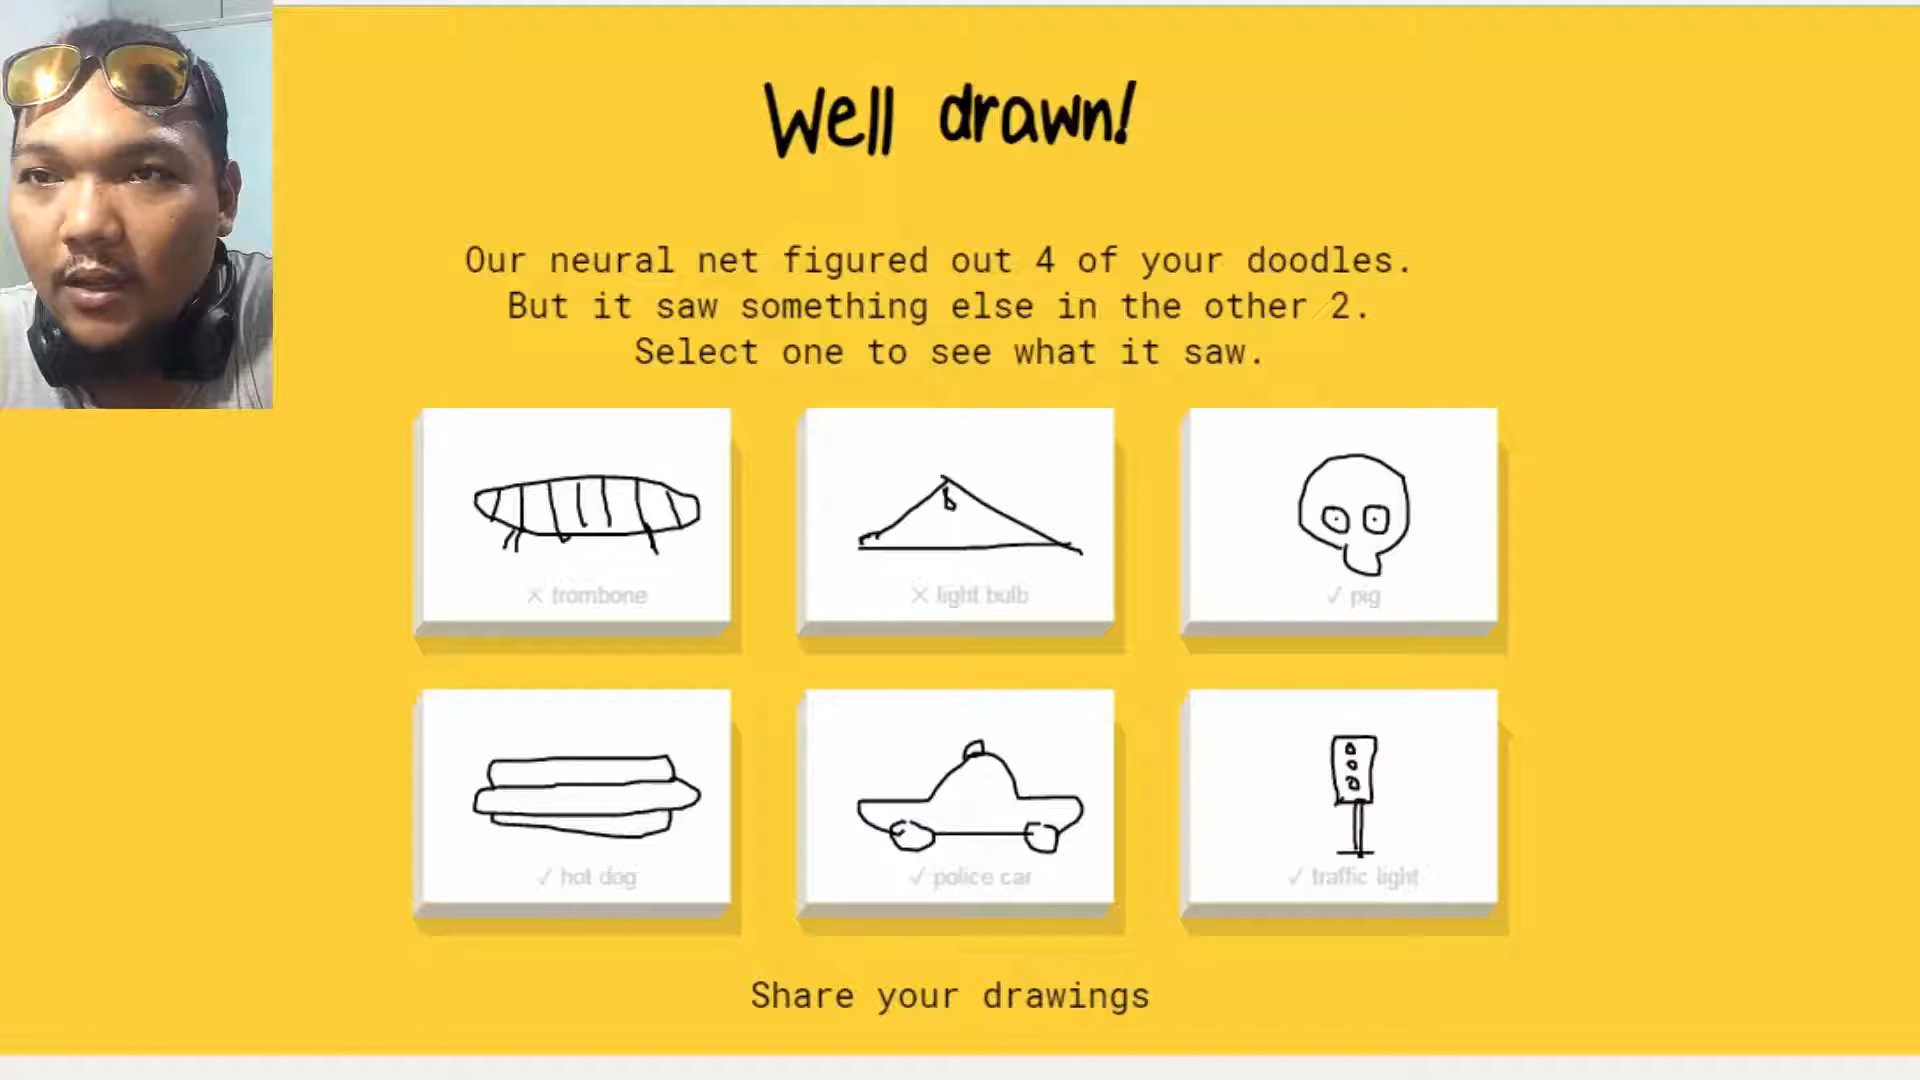 Well drawn!
Our neural net figured out 4 of your doodles.
But it saw something else in the other 2.
Select one to see what it saw.
× trombone
× light bulb
✓ pig
✓ hot dog
✓ police car
✓ traffic light
Share your drawings